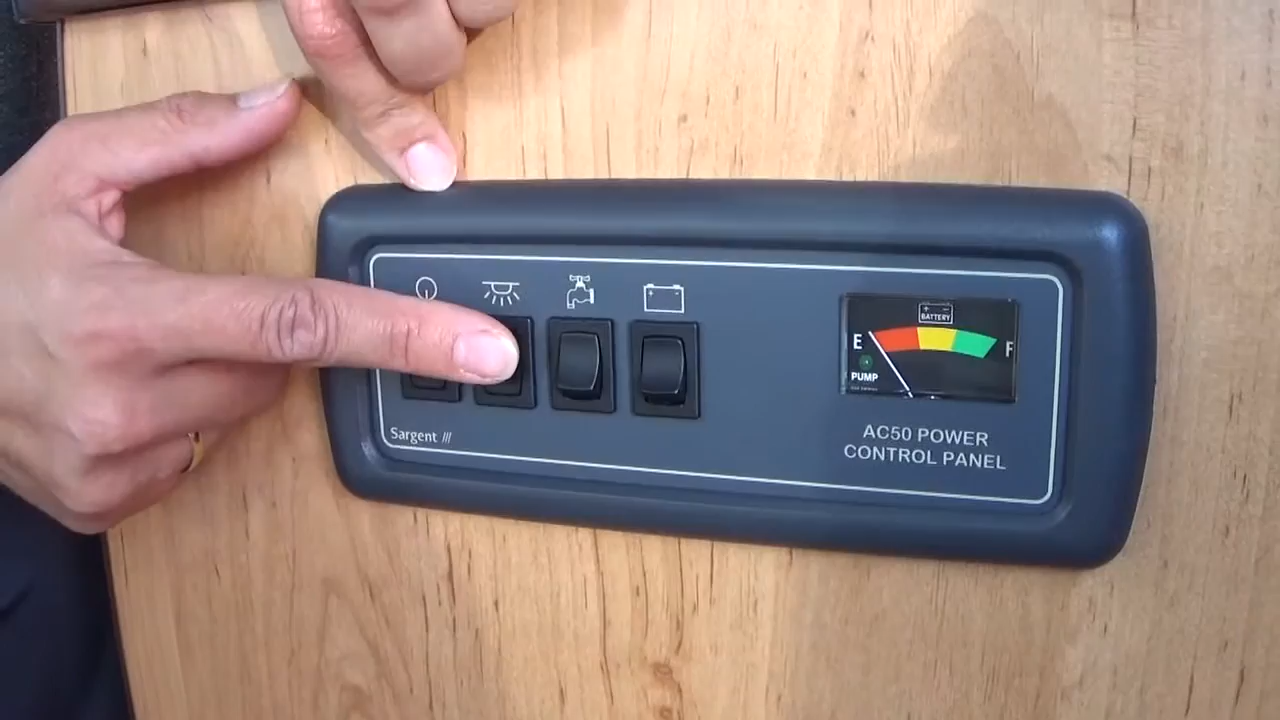 BATTERY
E
F
PUMP
Sargent
AC50 POWER
CONTROL PANEL